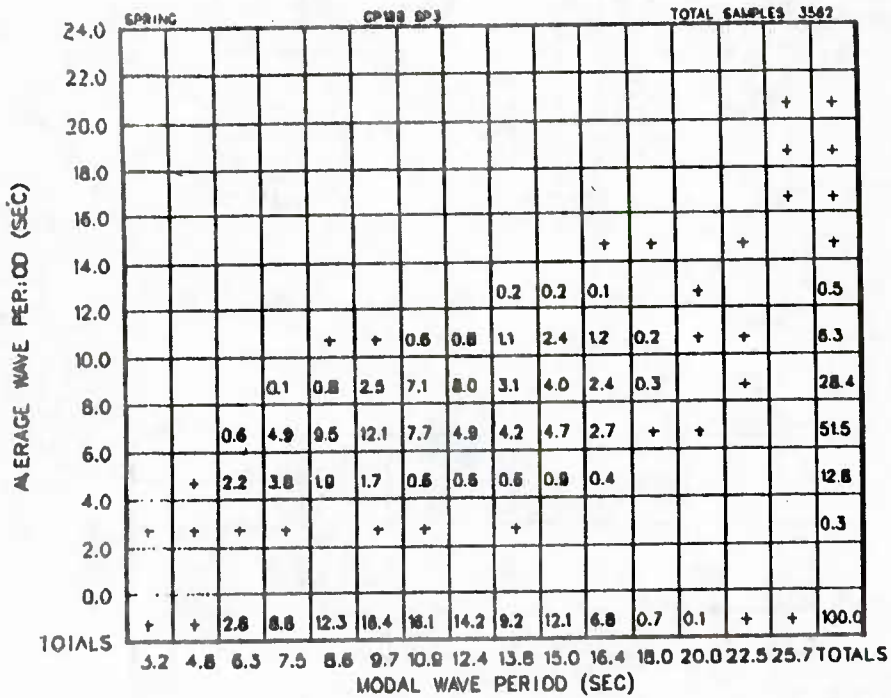 SPRING SP3 TOTAL SAMPLES 3562
24.0
22.0
+ +
20.0
+ +
18.0
+ +
16.0
+ + + +
14.0
0.2 0.2 0.1 + 0.5
12.0
+ + 0.6 0.8 1.1 2.4 1.2 0.2 + + 6.3
10.0
0.1 0.8 2.5 7.1 8.0 3.1 4.0 2.4 0.3 + 28.4
8.0
0.6 4.9 9.5 12.1 7.7 4.9 4.2 4.7 2.7 + + 51.5
6.0
+ 2.2 3.8 1.9 1.7 0.6 0.6 0.6 0.9 0.4 12.8
4.0
+ + + + + + + 0.3
2.0
0.0
+ + 2.8 8.8 12.3 16.4 16.1 14.2 9.2 12.1 6.8 0.7 0.1 + + 100.0
TOTALS
3.2 4.8 6.3 7.5 8.6 9.7 10.9 12.4 13.8 15.0 16.4 18.0 20.0 22.5 25.7 TOTALS
MODAL WAVE PERIOD (SEC)
AVERAGE WAVE PERIOD (SEC)